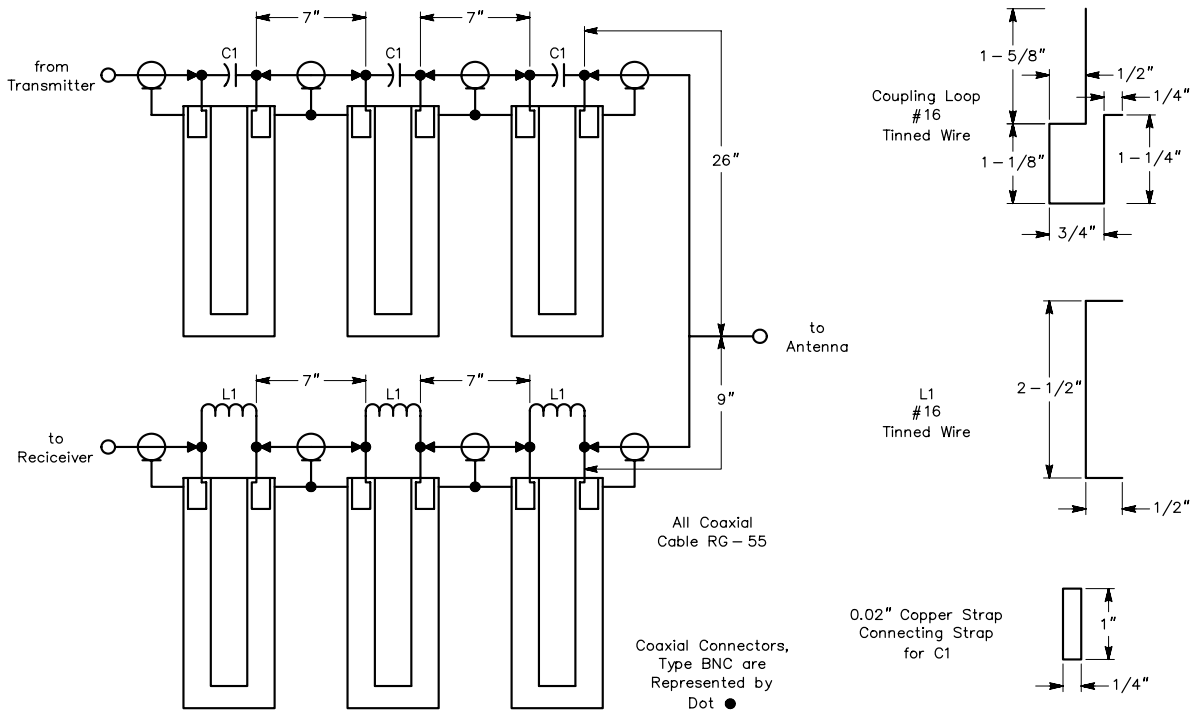 7"
7"
C1
C1
C1
from
Transmitter
26"
L1
L1
L1
7"
7"
9"
to
Antenna
to
Reciceiver
All Coaxial
Cable RG-55
Coaxial Connectors,
Type BNC are
Represented by
Dot ●
Coupling Loop
#16
Tinned Wire
1-5/8"
1/2"
1/4"
1-1/8"
1-1/4"
3/4"
L1
#16
Tinned Wire
2-1/2"
1/2"
0.02" Copper Strap
Connecting Strap
for C1
1"
1/4"